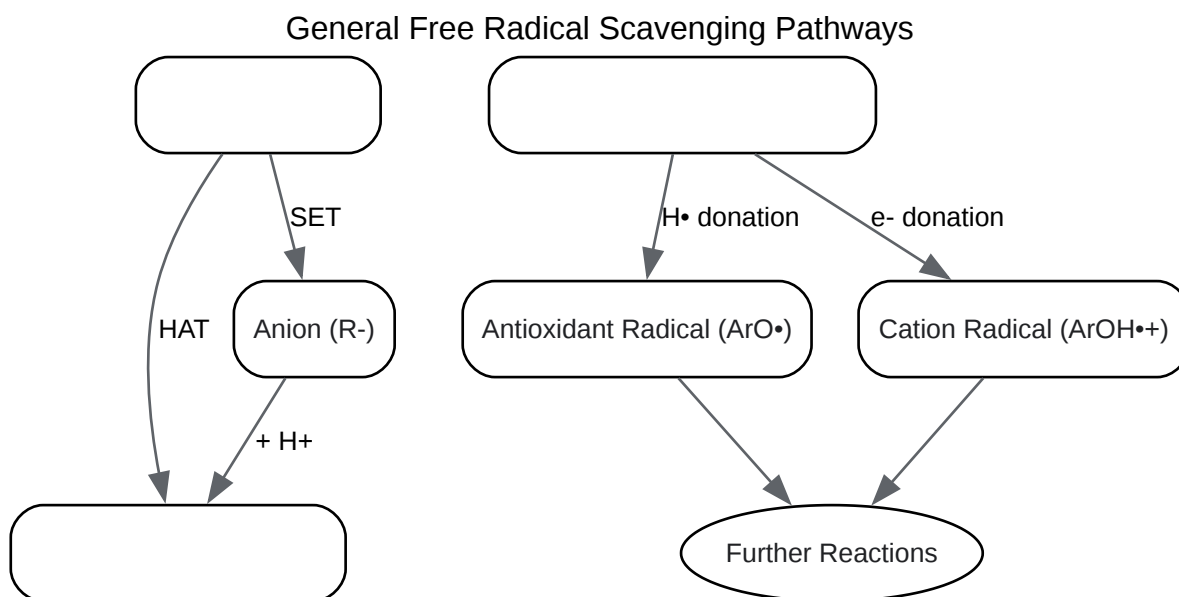 General Free Radical Scavenging Pathways
SET
H• donation
e- donation
HAT
Anion (R-)
Antioxidant Radical (ArO•)
Cation Radical (ArOH•+)
+ H+
Further Reactions